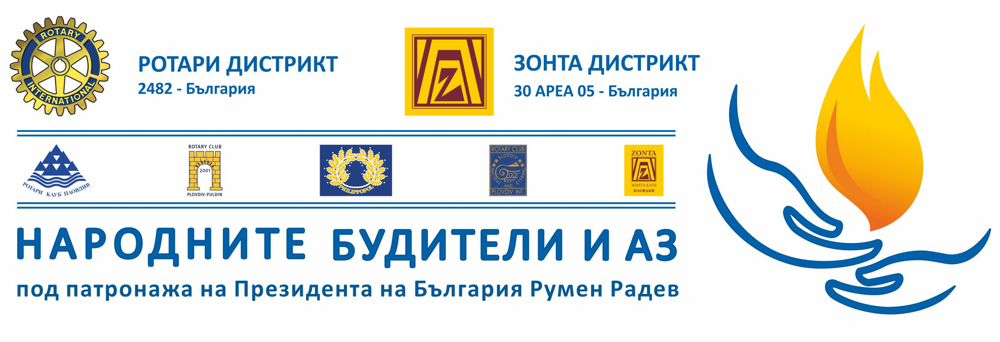 ROTARY
INTERNATIONAL
РОТАРИ ДИСТРИКТ
2482 - България
ЗОНТА ДИСТРИКТ
30 АРЕА 05 - България
РОТАРИ КЛУБ ПЛОВДИВ
ROTARY CLUB
2001
PLOVDIV-PULDIN
PHILIPPOPOL
ROTARY CLUB
PLOVDIV
ANCIENT
AND
ETERNAL
PLOVDIV INT.
ZONTA
ЗОНТА КЛУБ
ПЛОВДИВ
НАРОДНИТЕ БУДИТЕЛИ И АЗ
под патронажа на Президента на България Румен Радев